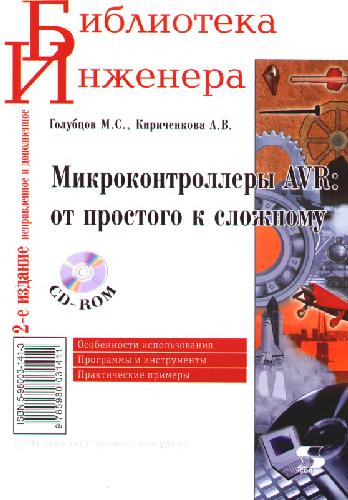 Библиотека
Инженера
Голубцов М.С., Кириченкова А.В.
Микроконтроллеры AVR:
от простого к сложному
2-е издание исправленное и дополненное
CD-ROM
Особенности использования
Программы и инструменты
Практические примеры